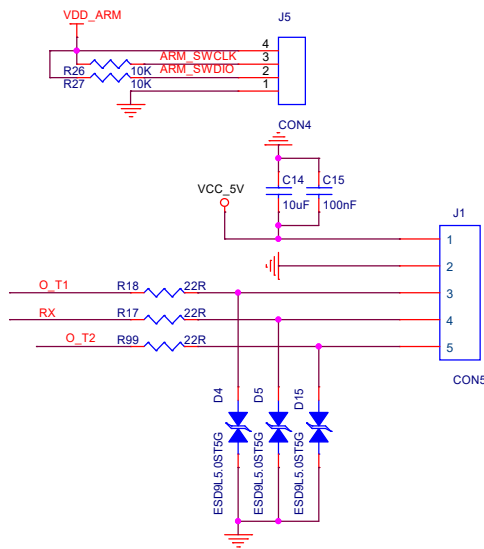 VDD_ARM
J5
4
ARM_SWCLK
3
R26
10K
ARM_SWDIO
2
R27
10K
1
CON4
C14
C15
VCC_5V
10uF
100nF
J1
1
2
O_T1
R18
22R
3
RX
R17
22R
4
O_T2
R99
22R
5
CON5
D4
D5
D15
ESD9L5.0ST5G
ESD9L5.0ST5G
ESD9L5.0ST5G